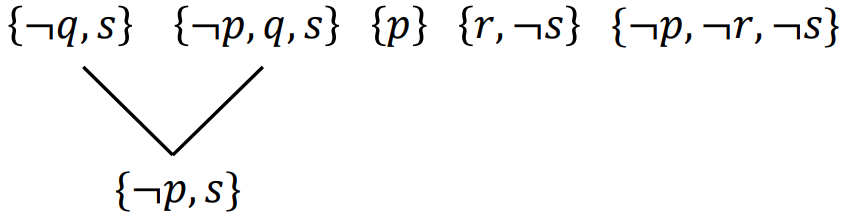 {¬q, s} {¬p, q, s} {p} {r, ¬s} {¬p, ¬r, ¬s}
{¬p, s}